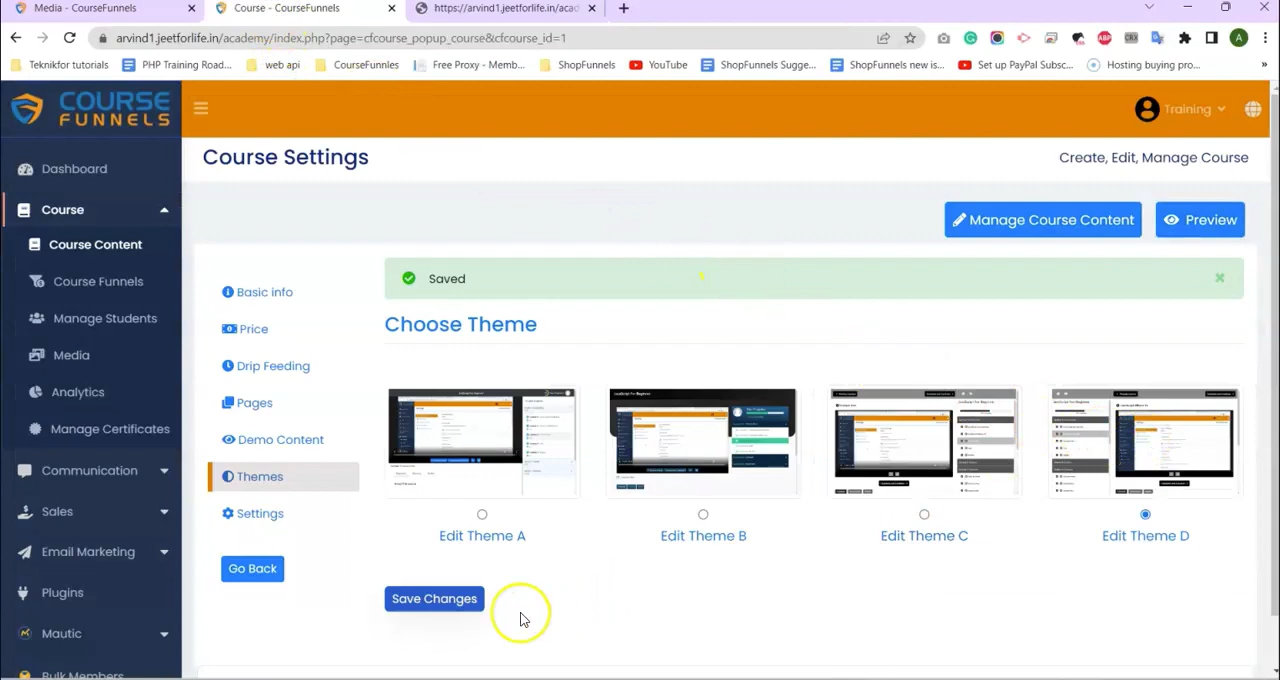 Media - CourseFunnels
Course - CourseFunnels
https://arvind1.jeetforlife.in/acad
arvind1.jeetforlife.in/academy/index.php?page=cfcourse_popup_course&cfcourse_id=1
A
Teknikfor tutorials
PHP Training Road...
web api
CourseFunnles
Free Proxy - Memb...
ShopFunnels
YouTube
ShopFunnels Sugge...
ShopFunnels new is...
Set up PayPal Subsc...
Hosting buying pro...
»
COURSE
FUNNELS
Training
Course Settings
Create, Edit, Manage Course
Manage Course Content
Preview
Dashboard
Course
Course Content
Course Funnels
Manage Students
Media
Analytics
Manage Certificates
Communication
Sales
Email Marketing
Plugins
Mautic
Bulk Members
Basic info
Price
Drip Feeding
Pages
Demo Content
Themes
Settings
Go Back
Saved
Choose Theme
Edit Theme A
Edit Theme B
Edit Theme C
Edit Theme D
Save Changes